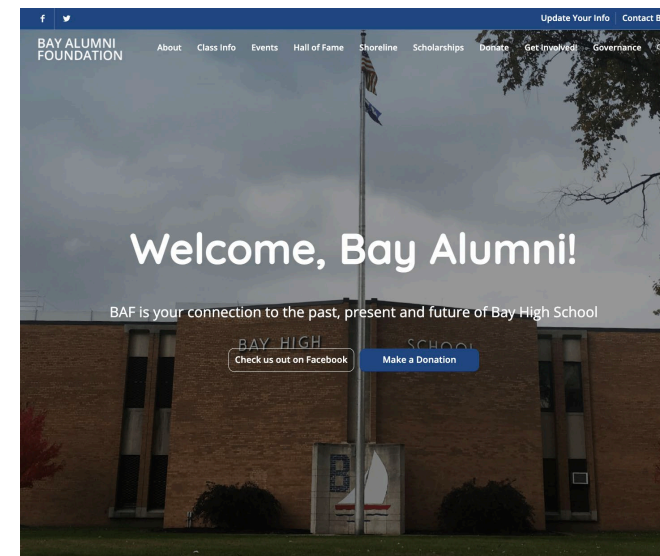 f
Update Your Info
Contact B
BAY ALUMNI
FOUNDATION
About Class Info Events Hall of Fame Shoreline Scholarships Donate Get Involved! Governance
Welcome, Bay Alumni!
BAF is your connection to the past, present and future of Bay High School
BAY HIGH SCHOOL
Check us out on Facebook Make a Donation
B